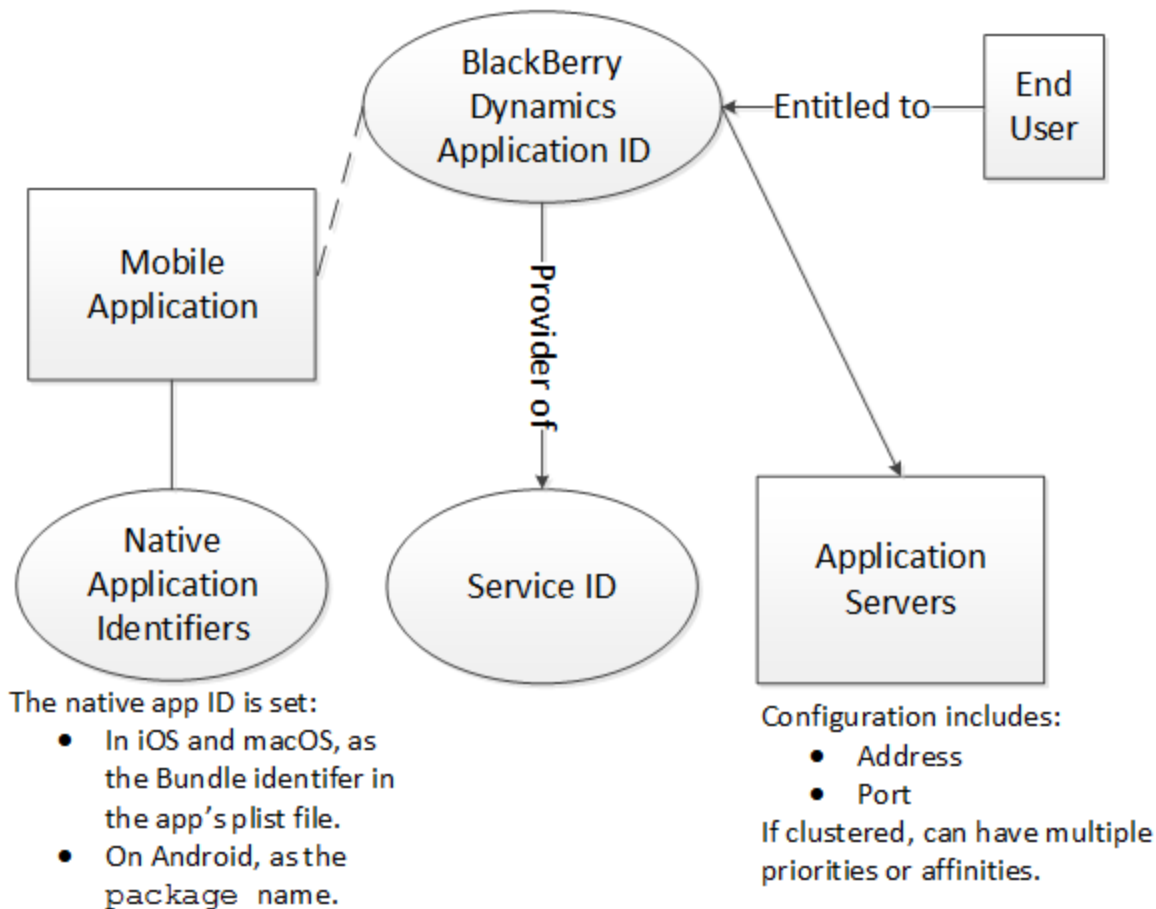 BlackBerry
Dynamics
Application ID
Entitled to
End
User
Mobile
Application
Provider of
Native
Application
Identifiers
Service ID
Application
Servers
The native app ID is set:
● In iOS and macOS, as
the Bundle identifer in
the app’s plist file.
● On Android, as the
package name.
Configuration includes:
● Address
● Port
If clustered, can have multiple
priorities or affinities.